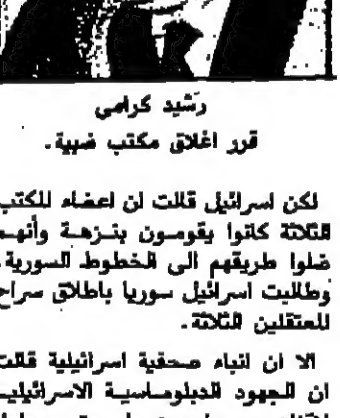 رشيد كرامي
قرر اغلاق مكتب ضبية.
لكن اسرائيل قالت ان اعضاء المكتب
الثلاثة كانوا يقومون بنزهة وأنهم
ضلوا طريقهم الى الخطوط السورية.
وطالبت اسرائيل سوريا باطلاق سراح
المعتقلين الثلاثة.
الا ان انباء صحفية اسرائيلية قالت
ان الجهود الدبلوماسية الاسرائيلية